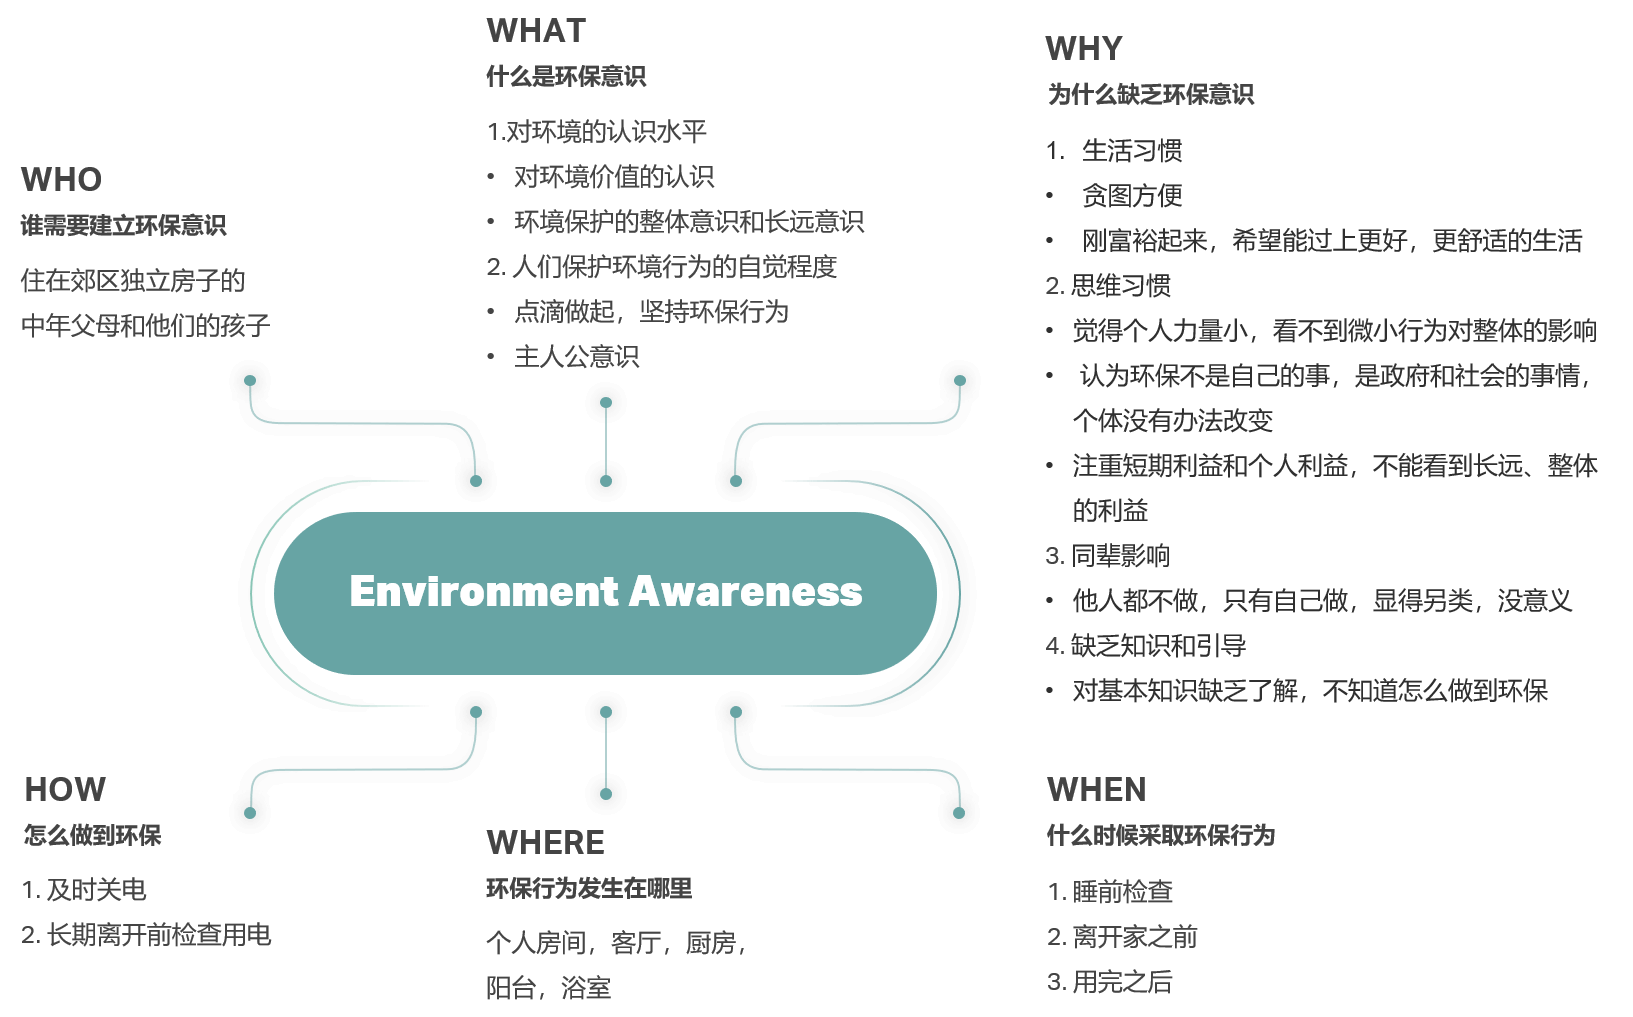 WHO
谁需要建立环保意识
住在郊区独立房子的
中年父母和他们的孩子
WHAT
什么是环保意识
1.对环境的认识水平
• 对环境价值的认识
• 环境保护的整体意识和长远意识
2. 人们保护环境行为的自觉程度
• 点滴做起，坚持环保行为
• 主人公意识
WHY
为什么缺乏环保意识
1. 生活习惯
• 贪图方便
• 刚富裕起来，希望能过上更好，更舒适的生活
2. 思维习惯
• 觉得个人力量小，看不到微小行为对整体的影响
• 认为环保不是自己的事，是政府和社会的事情，
个体没有办法改变
• 注重短期利益和个人利益，不能看到长远、整体
的利益
3. 同辈影响
• 他人都不做，只有自己做，显得另类，没意义
4. 缺乏知识和引导
• 对基本知识缺乏了解，不知道怎么做到环保
Environment Awareness
HOW
怎么做到环保
1. 及时关电
2. 长期离开前检查用电
WHERE
环保行为发生在哪里
个人房间，客厅，厨房，
阳台，浴室
WHEN
什么时候采取环保行为
1. 睡前检查
2. 离开家之前
3. 用完之后